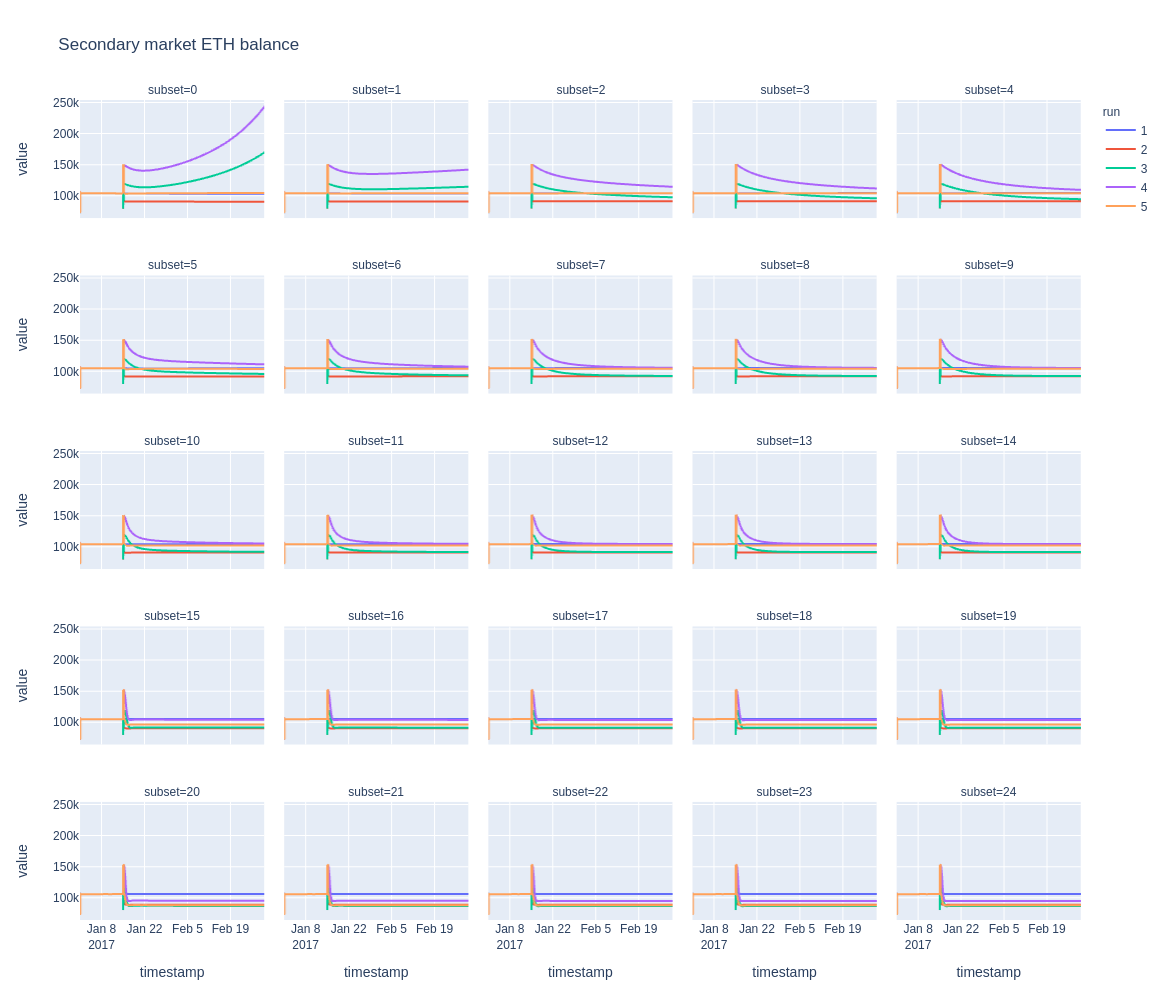 Secondary market ETH balance
subset=0 subset=1 subset=2 subset=3 subset=4
run
1
2
3
4
5
value
250k
200k
150k
100k
subset=5 subset=6 subset=7 subset=8 subset=9
value
250k
200k
150k
100k
subset=10 subset=11 subset=12 subset=13 subset=14
value
250k
200k
150k
100k
subset=15 subset=16 subset=17 subset=18 subset=19
value
250k
200k
150k
100k
subset=20 subset=21 subset=22 subset=23 subset=24
value
250k
200k
150k
100k
Jan 8 Jan 22 Feb 5 Feb 19 Jan 8 Jan 22 Feb 5 Feb 19 Jan 8 Jan 22 Feb 5 Feb 19 Jan 8 Jan 22 Feb 5 Feb 19 Jan 8 Jan 22 Feb 5 Feb 19
2017 2017 2017 2017 2017
timestamp timestamp timestamp timestamp timestamp